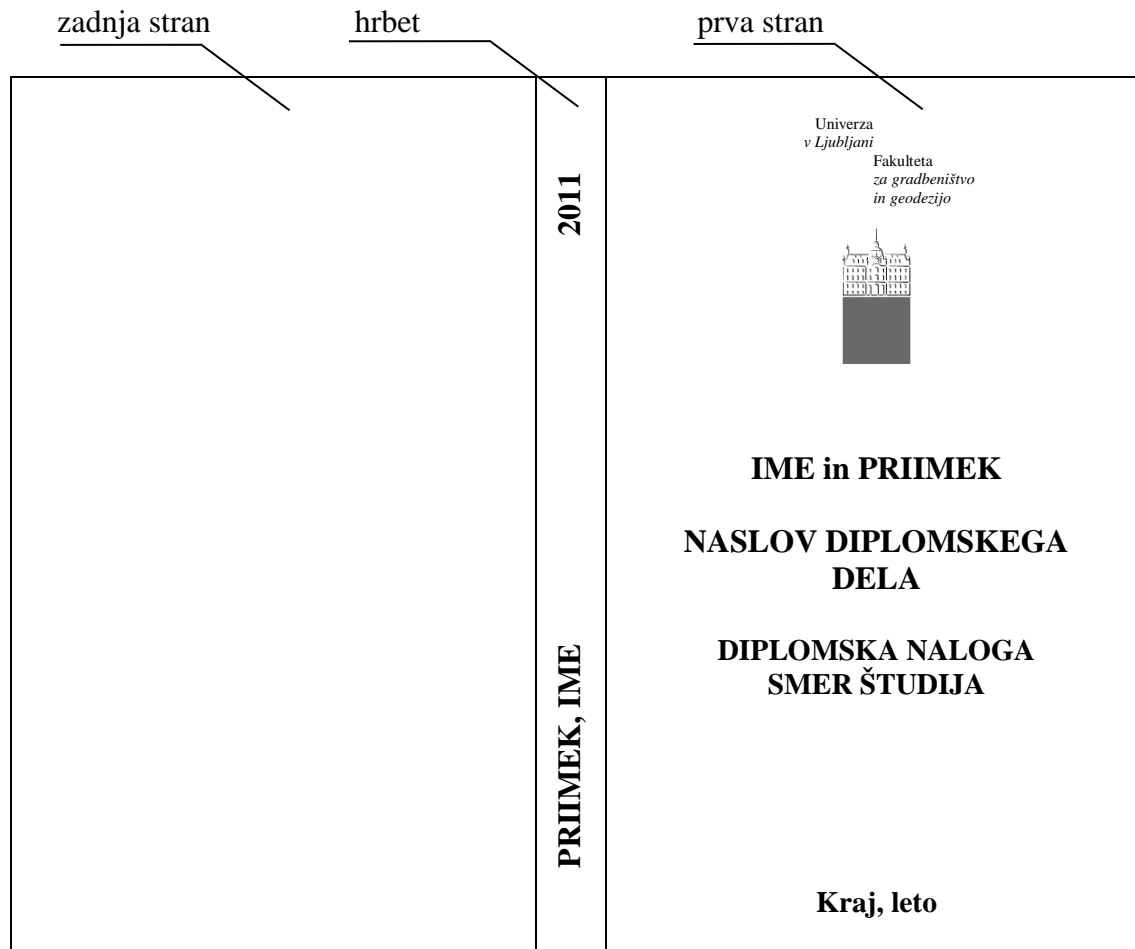 zadnja stran
hrbet
prva stran
Univerza
v Ljubljani
Fakulteta
za gradbeništvo
in geodezijo
2011
PRIIMEK, IME
IME in PRIIMEK
NASLOV DIPLOMSKEGA
DELA
DIPLOMSKA NALOGA
SMER ŠTUDIJA
Kraj, leto